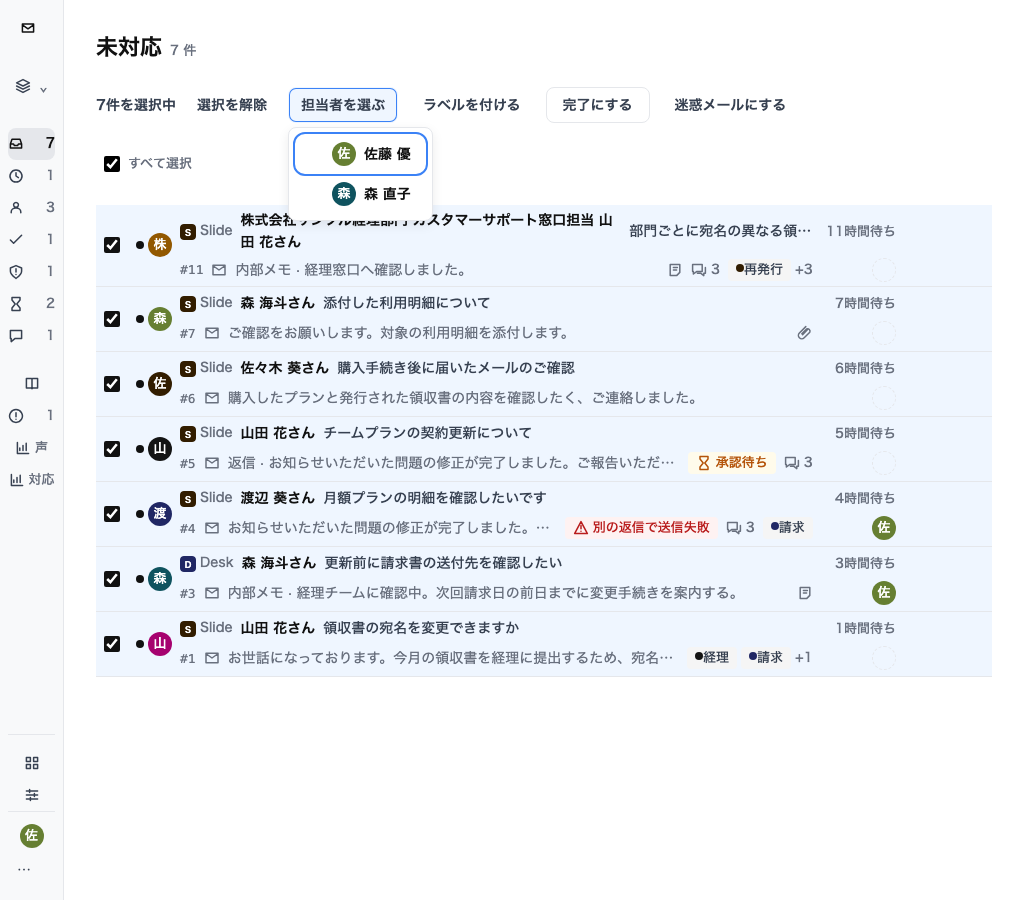 未対応 7 件
7件を選択中 選択を解除 担当者を選ぶ ラベルを付ける 完了にする 迷惑メールにする
佐 佐藤 優
森 森 直子
すべて選択
7
1
3
1
1
2
1
1
声
対応
佐
…
株 S Slide 株式会社サンプル経理部門カスタマーサポート窓口担当 山
田 花さん 部門ごとに宛名の異なる領… 11時間待ち
#11 内部メモ · 経理窓口へ確認しました。 3 再発行 +3
森 S Slide 森 海斗さん 添付した利用明細について 7時間待ち
#7 ご確認をお願いします。対象の利用明細を添付します。
佐 S Slide 佐々木 葵さん 購入手続き後に届いたメールのご確認 6時間待ち
#6 購入したプランと発行された領収書の内容を確認したく、ご連絡しました。
山 S Slide 山田 花さん チームプランの契約更新について 5時間待ち
#5 返信 · お知らせいただいた問題の修正が完了しました。ご報告いただ… 承認待ち 3
渡 S Slide 渡辺 葵さん 月額プランの明細を確認したいです 4時間待ち
#4 お知らせいただいた問題の修正が完了しました。… 別の返信で送信失敗 3 請求 佐
森 D Desk 森 海斗さん 更新前に請求書の送付先を確認したい 3時間待ち
#3 内部メモ · 経理チームに確認中。次回請求日の前日までに変更手続きを案内する。 佐
山 S Slide 山田 花さん 領収書の宛名を変更できますか 1時間待ち
#1 お世話になっております。今月の領収書を経理に提出するため、宛名… 経理 請求 +1